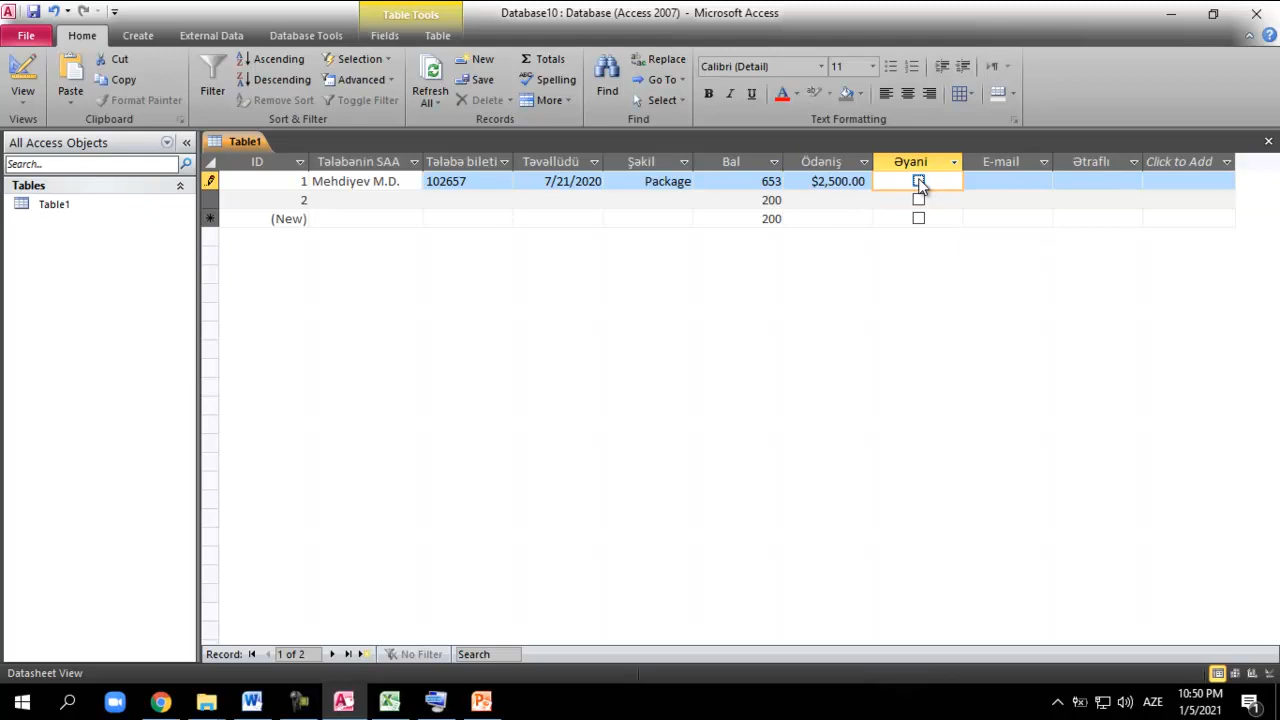 Table Tools
Database10 : Database (Access 2007) - Microsoft Access
File Home Create External Data Database Tools Fields Table
Cut Ascending Selection New Totals Replace Calibri (Detail) 11
View Paste Copy Filter Descending Advanced Refresh All Save Spelling Find Go To
Format Painter Remove Sort Toggle Filter Delete More Select B I U A
Views Clipboard Sort & Filter Records Find Text Formatting
All Access Objects
Table1
Search...
Tables
Table1
ID Tələbənin SAA Tələbə bileti Təvəllüdü Şəkil Bal Ödəniş Əyani E-mail Ətraflı Click to Add
1 Mehdiyev M.D. 102657 7/21/2020 Package 653 $2,500.00
2 200
(New) 200
Record: 1 of 2 No Filter Search
Datasheet View
AZE
10:50 PM
1/5/2021
1